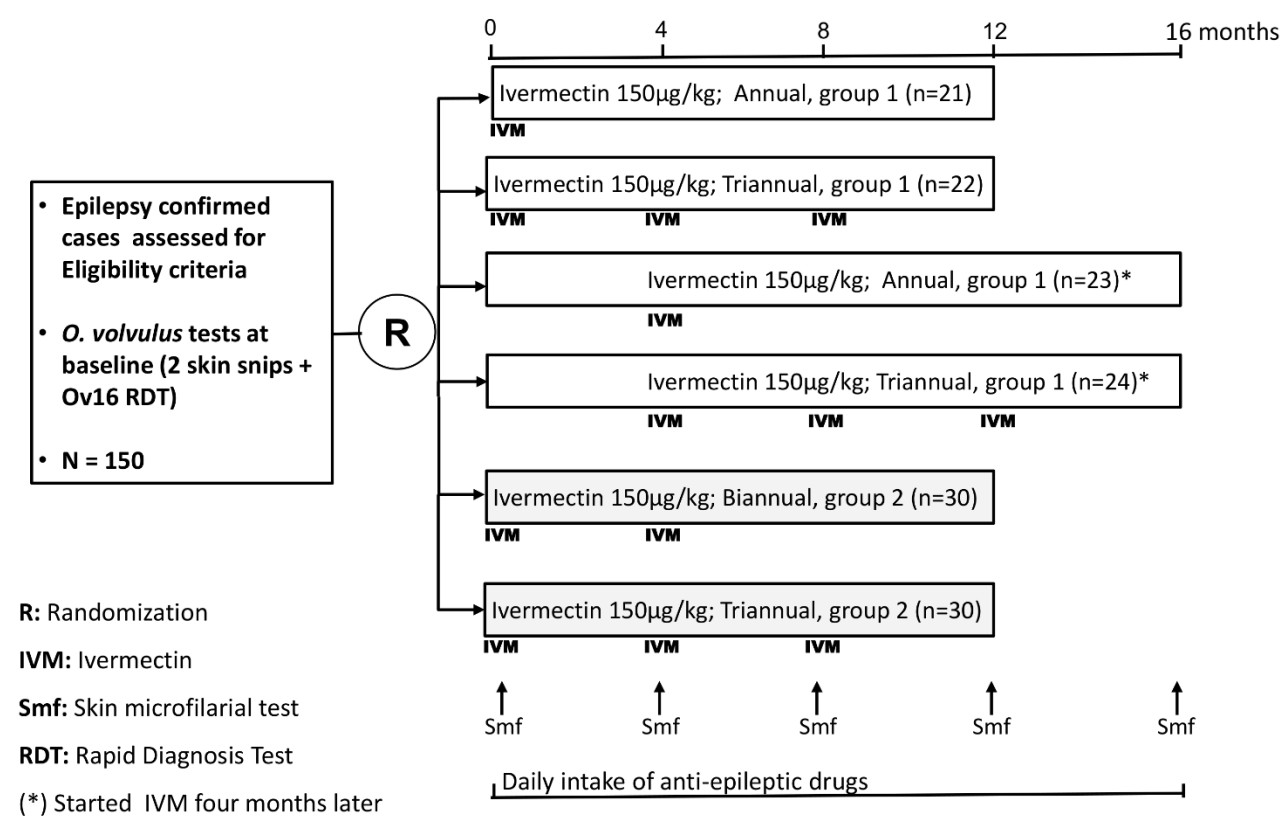 0 4 8 12 16 months
Ivermectin 150µg/kg; Annual, group 1 (n=21)
IVM
Ivermectin 150µg/kg; Triannual, group 1 (n=22)
IVM IVM IVM
Ivermectin 150µg/kg; Annual, group 1 (n=23)*
IVM
Ivermectin 150µg/kg; Triannual, group 1 (n=24)*
IVM IVM IVM
Ivermectin 150µg/kg; Biannual, group 2 (n=30)
IVM IVM
Ivermectin 150µg/kg; Triannual, group 2 (n=30)
IVM IVM IVM
Smf Smf Smf Smf Smf
Daily intake of anti-epileptic drugs
• Epilepsy confirmed
cases assessed for
Eligibility criteria
• O. volvulus tests at
baseline (2 skin snips +
Ov16 RDT)
• N = 150
R
R: Randomization
IVM: Ivermectin
Smf: Skin microfilarial test
RDT: Rapid Diagnosis Test
(*) Started IVM four months later